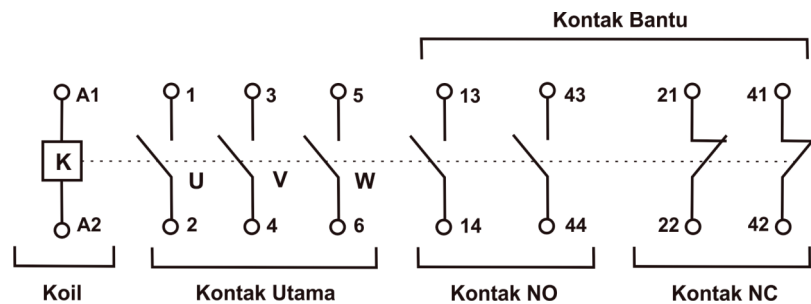 Kontak Bantu
A1 1 3 5 13 43 21 41
K
U V W
A2 2 4 6 14 44 22 42
Koil Kontak Utama Kontak NO Kontak NC